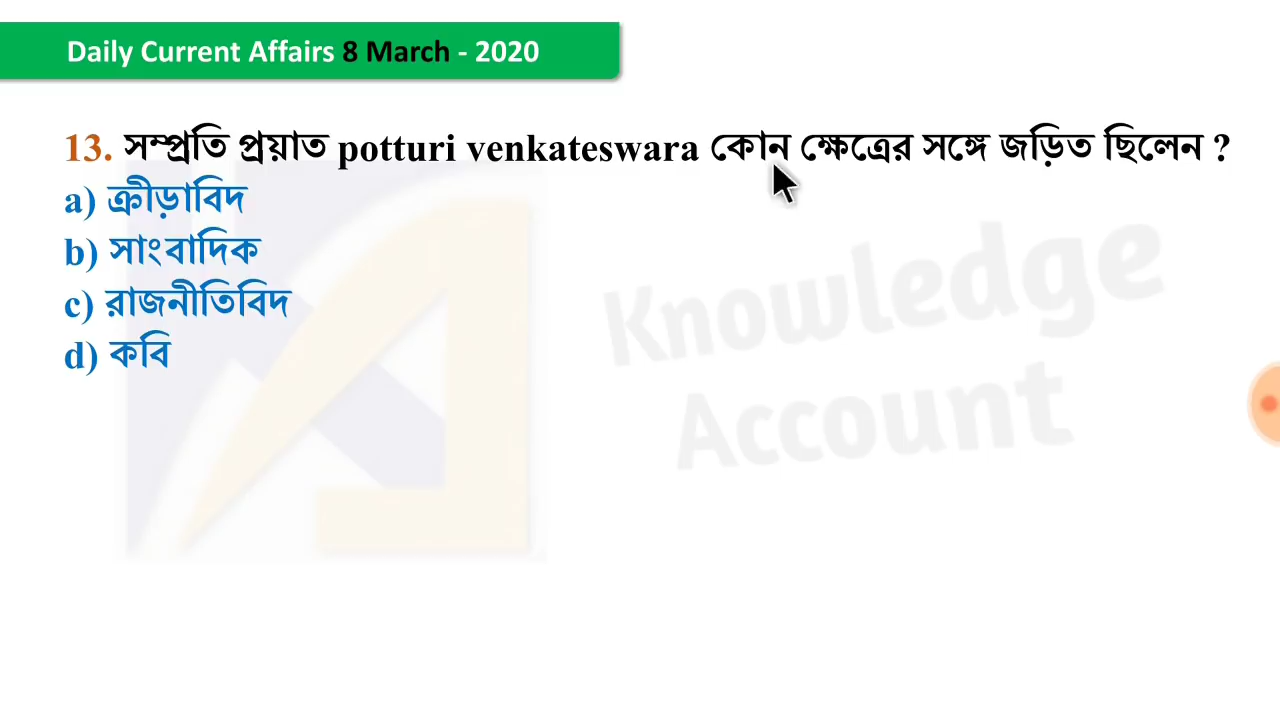 Daily Current Affairs 8 March - 2020
13. সম্প্রতি প্রয়াত potturi venkateswara কোন ক্ষেত্রের সঙ্গে জড়িত ছিলেন ?
a) ক্রীড়াবিদ
b) সাংবাদিক
c) রাজনীতিবিদ
d) কবি
Knowledge
Account